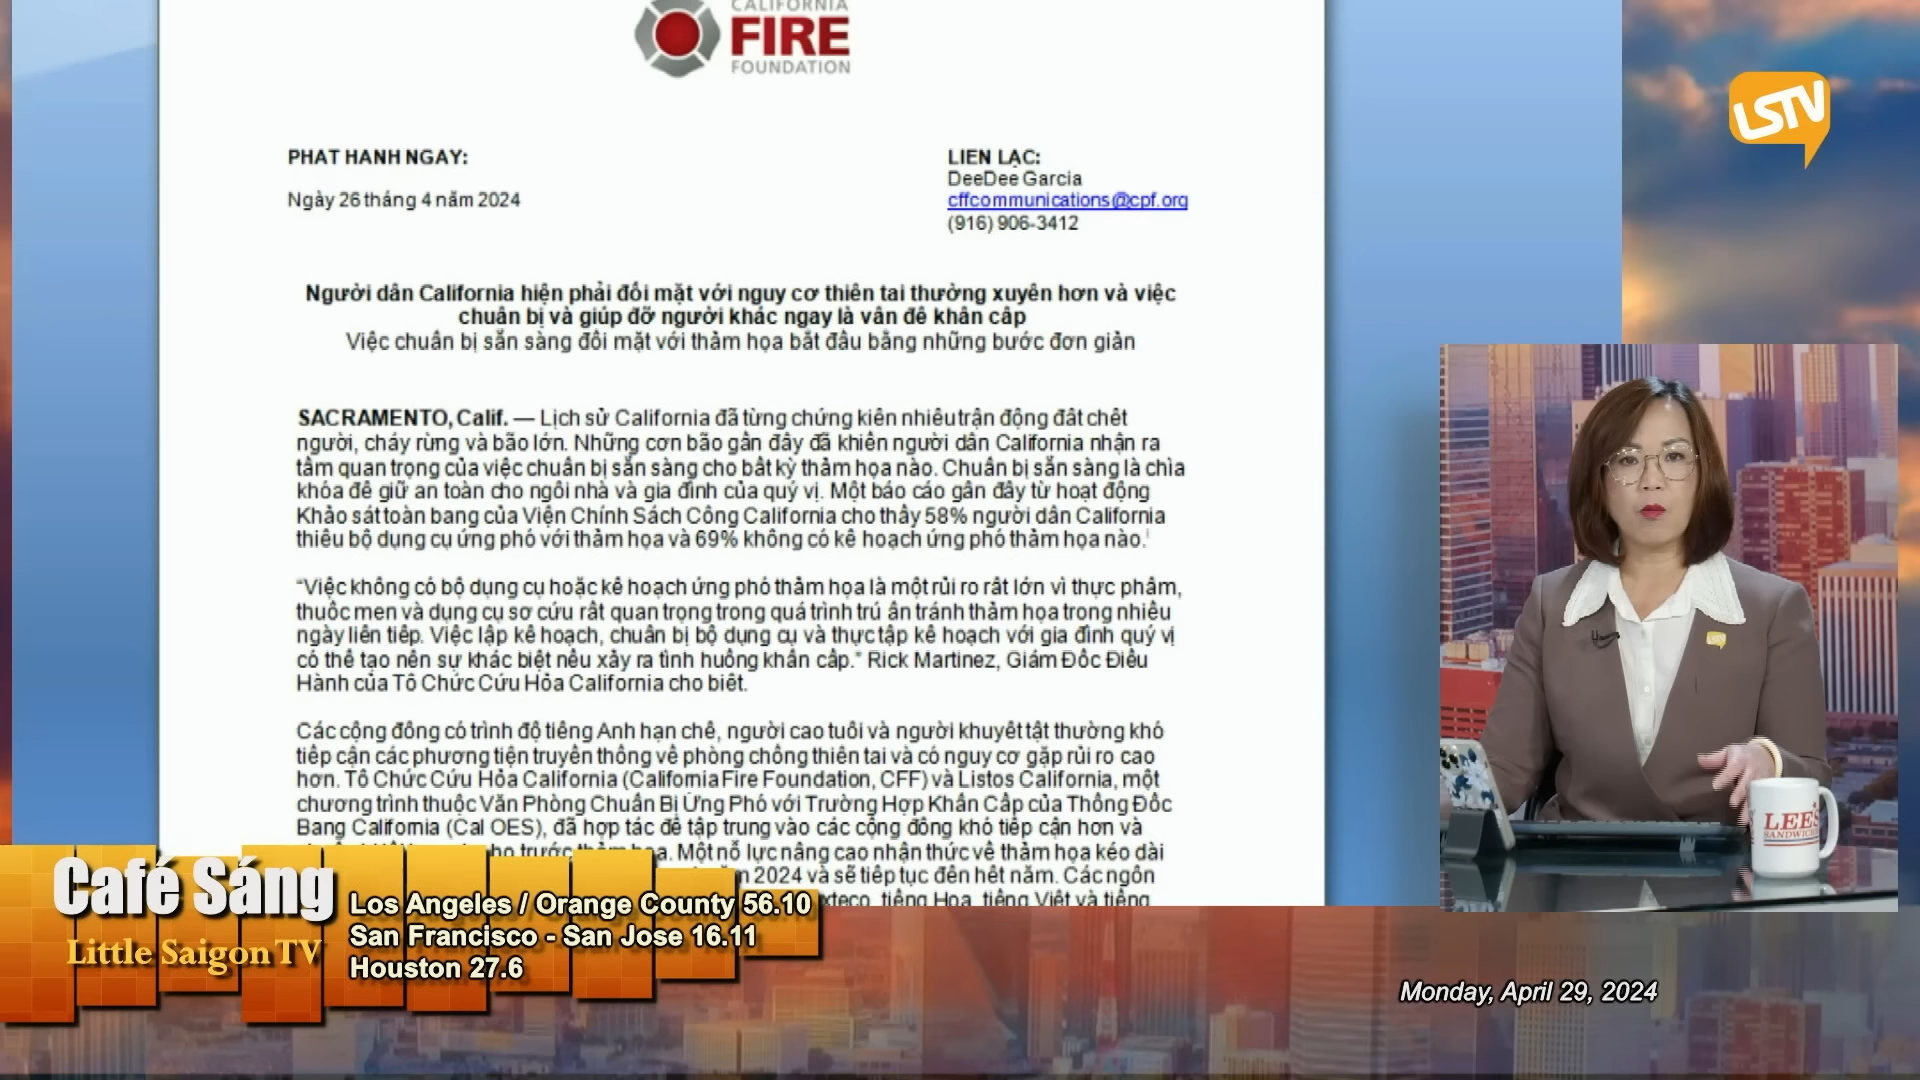 CALIFORNIA
FIRE
FOUNDATION
LSTV
PHÁT HÀNH NGAY:
LIÊN LẠC:
DeeDee Garcia
Ngày 26 tháng 4 năm 2024
cffcommunications@cpf.org
(916) 906-3412
Người dân California hiện phải đối mặt với nguy cơ thiên tai thường xuyên hơn và việc
chuẩn bị và giúp đỡ người khác ngay là vấn đề khẩn cấp
Việc chuẩn bị sẵn sàng đối mặt với thảm họa bắt đầu bằng những bước đơn giản
SACRAMENTO, Calif. — Lịch sử California đã từng chứng kiến nhiều trận động đất chết
người, cháy rừng và bão lớn. Những cơn bão gần đây đã khiến người dân California nhận ra
tầm quan trọng của việc chuẩn bị sẵn sàng cho bất kỳ thảm họa nào. Chuẩn bị sẵn sàng là chìa
khóa để giữ an toàn cho ngôi nhà và gia đình của quý vị. Một báo cáo gần đây từ hoạt động
Khảo sát toàn bang của Viện Chính Sách Công California cho thấy 58% người dân California
thiếu bộ dụng cụ ứng phó với thảm họa và 69% không có kế hoạch ứng phó thảm họa nào.
“Việc không có bộ dụng cụ hoặc kế hoạch ứng phó thảm họa là một rủi ro rất lớn vì thực phẩm,
thuốc men và dụng cụ sơ cứu rất quan trọng trong quá trình trú ẩn tránh thảm họa trong nhiều
ngày liên tiếp. Việc lập kế hoạch, chuẩn bị bộ dụng cụ và thực tập kế hoạch với gia đình quý vị
có thể tạo nên sự khác biệt nếu xảy ra tình huống khẩn cấp.” Rick Martinez, Giám Đốc Điều
Hành của Tổ Chức Cứu Hỏa California cho biết.
Các cộng đồng có trình độ tiếng Anh hạn chế, người cao tuổi và người khuyết tật thường khó
tiếp cận các phương tiện truyền thông về phòng chống thiên tai và có nguy cơ gặp rủi ro cao
hơn. Tổ Chức Cứu Hỏa California (California Fire Foundation, CFF) và Listos California, một
chương trình thuộc Văn Phòng Chuẩn Bị Ứng Phó với Trường Hợp Khẩn Cấp của Thống Đốc
Bang California (Cal OES), đã hợp tác để tập trung vào các cộng đồng khó tiếp cận hơn và
trước thảm họa. Một nỗ lực nâng cao nhận thức về thảm họa kéo dài
2024 và sẽ tiếp tục đến hết năm. Các ngôn
tiếng Hoa, tiếng Việt và tiếng
LEE'S
SANDWICHES
Café Sáng
Little Saigon TV
Los Angeles / Orange County 56.10
San Francisco - San Jose 16.11
Houston 27.6
Monday, April 29, 2024